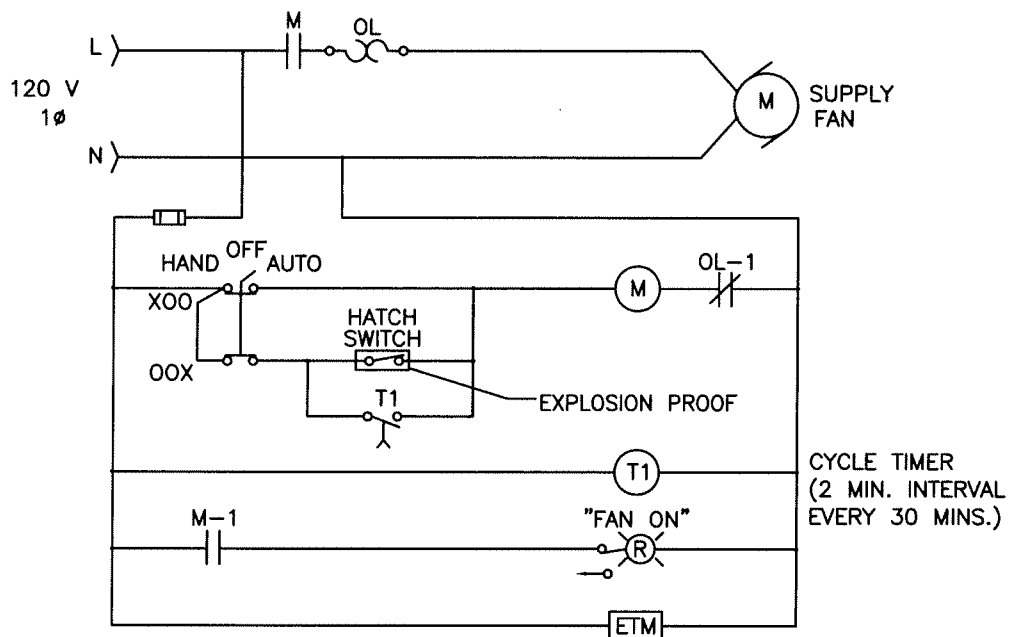 M
OL
L
120 V
1ø
N
M
SUPPLY
FAN
HAND
OFF
AUTO
OL-1
XOO
M
HATCH
SWITCH
OOX
T1
EXPLOSION PROOF
T1
CYCLE TIMER
(2 MIN. INTERVAL
EVERY 30 MINS.)
M-1
"FAN ON"
R
ETM